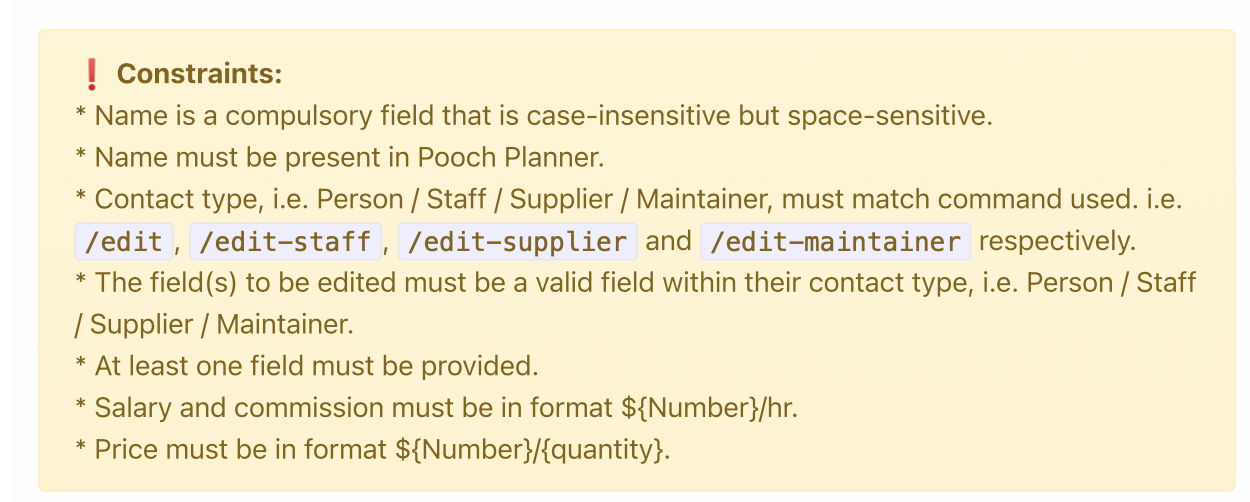 ❗ Constraints:
* Name is a compulsory field that is case-insensitive but space-sensitive.
* Name must be present in Pooch Planner.
* Contact type, i.e. Person / Staff / Supplier / Maintainer, must match command used. i.e.
/edit , /edit-staff , /edit-supplier and /edit-maintainer respectively.
* The field(s) to be edited must be a valid field within their contact type, i.e. Person / Staff
/ Supplier / Maintainer.
* At least one field must be provided.
* Salary and commission must be in format ${Number}/hr.
* Price must be in format ${Number}/{quantity}.